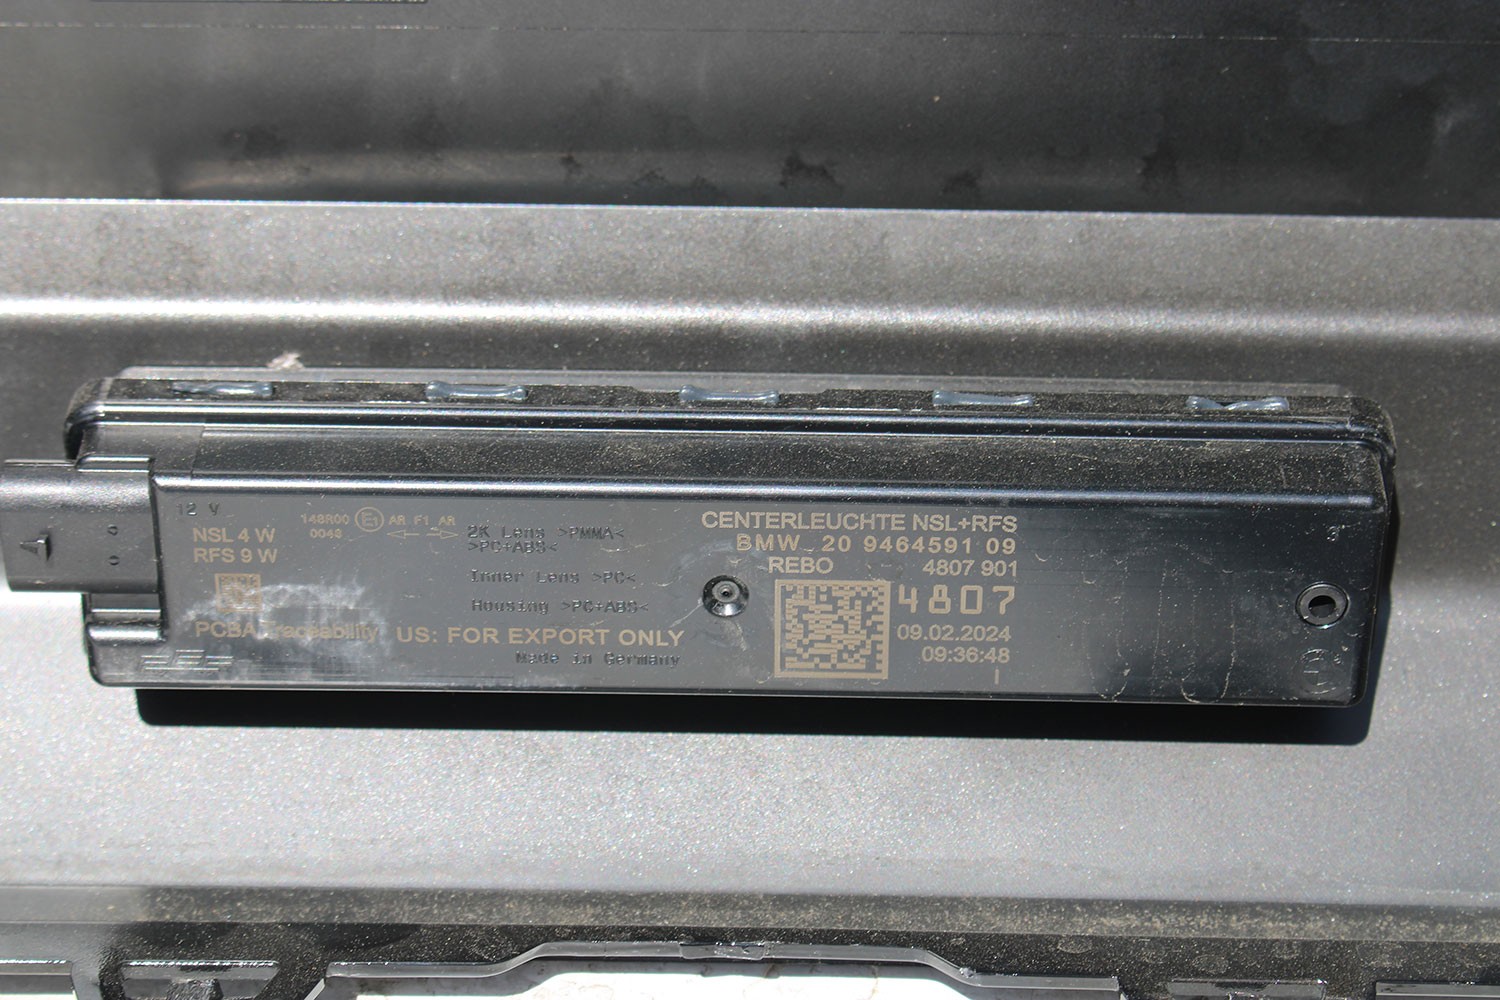 12 V
NSL 4 W
RFS 9 W
148R00 E1 AR F1 AR
0048
2K Lens >PMMA<
>PC+ABS<
Inner Lens >PC<
Housing >PC+ABS<
PCBA Traceability
US: FOR EXPORT ONLY
Made in Germany
CENTERLEUCHTE NSL+RFS
BMW_20 9464591 09
REBO 4807 901
4807
09.02.2024
09:36:48
I